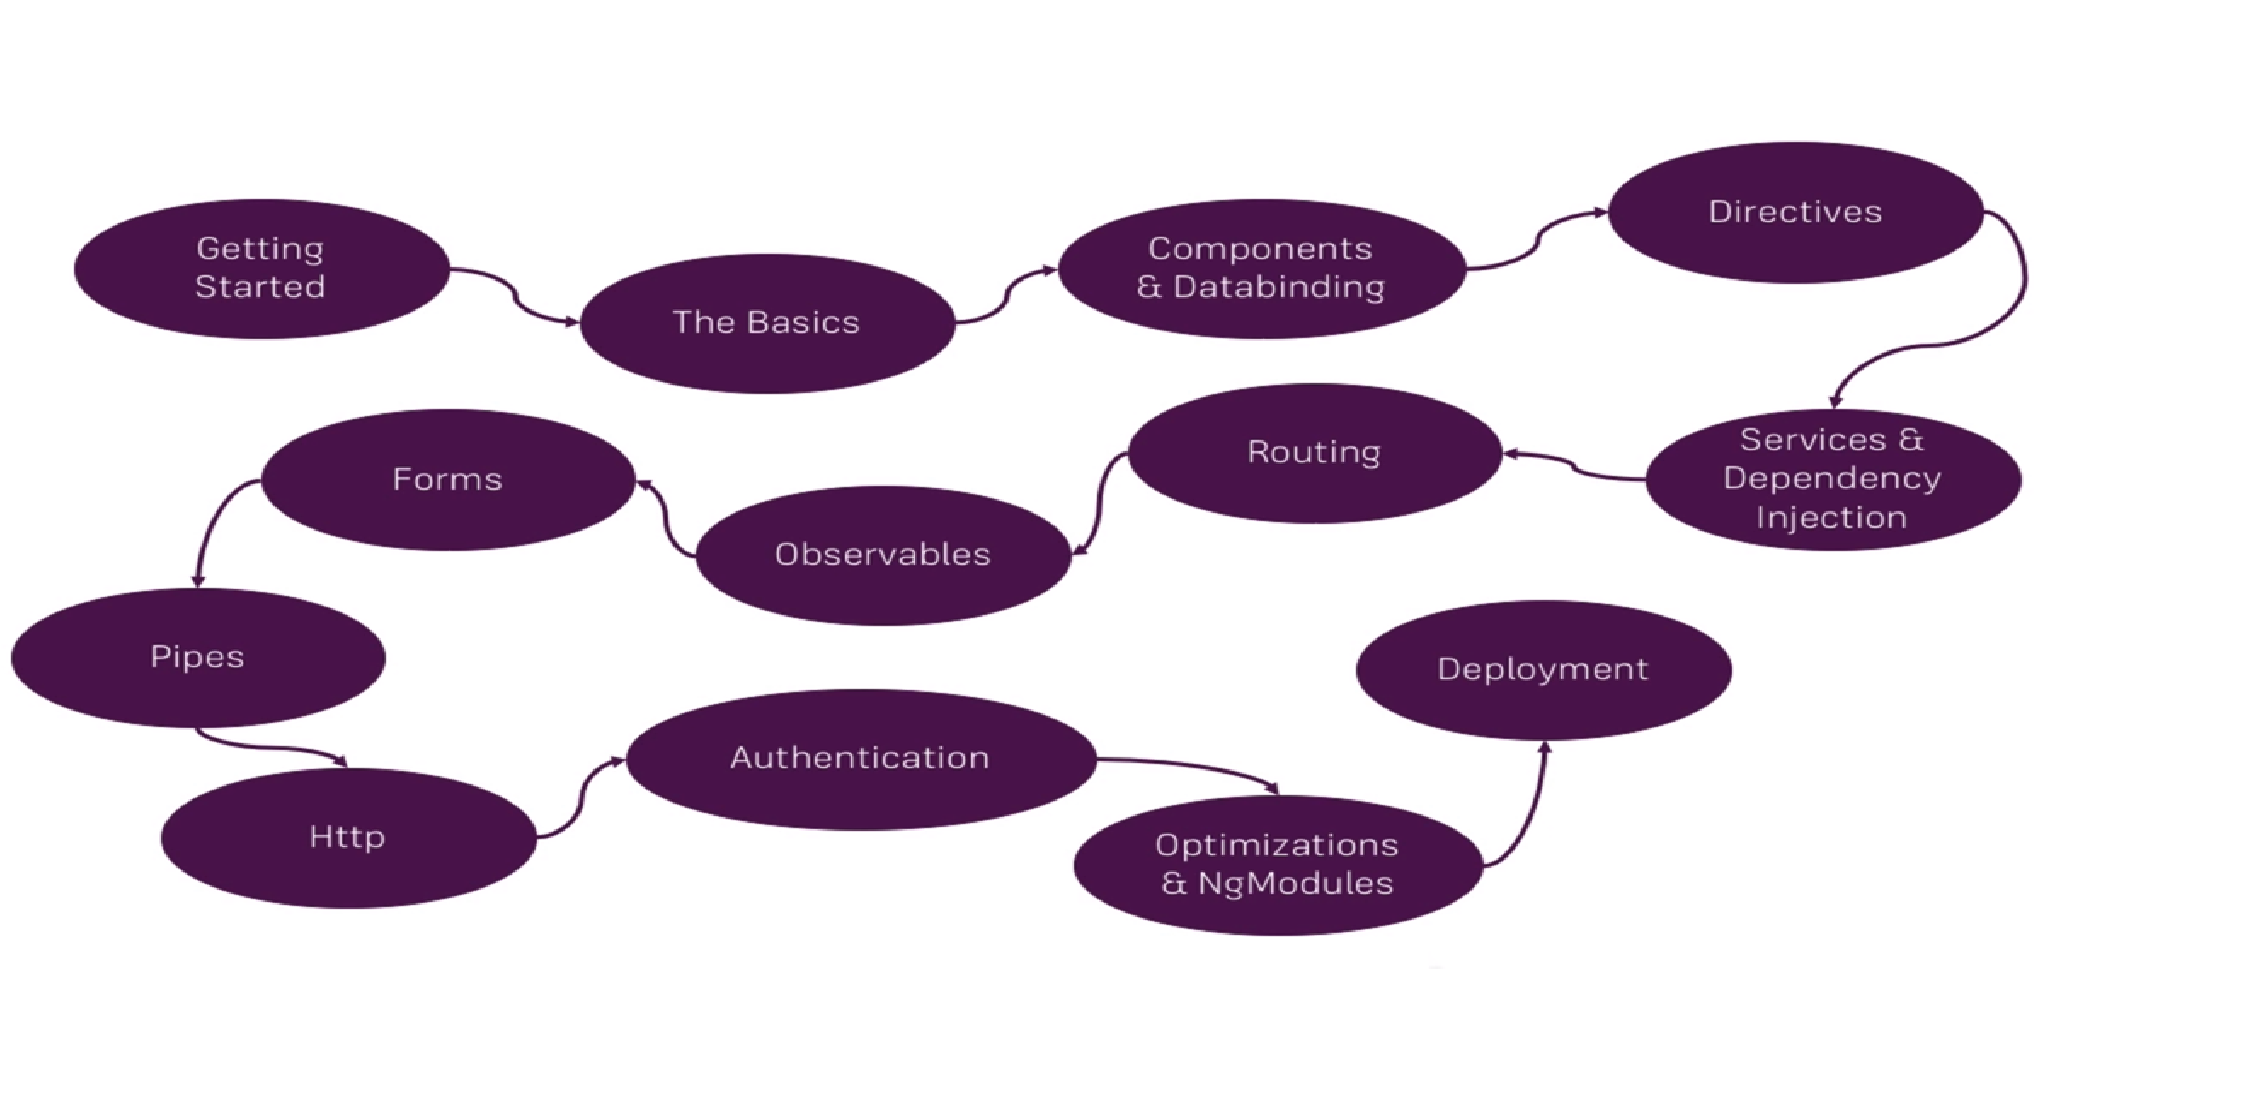 Getting
Started
The Basics
Components
& Databinding
Directives
Services &
Dependency
Injection
Routing
Observables
Forms
Pipes
Http
Authentication
Optimizations
& NgModules
Deployment